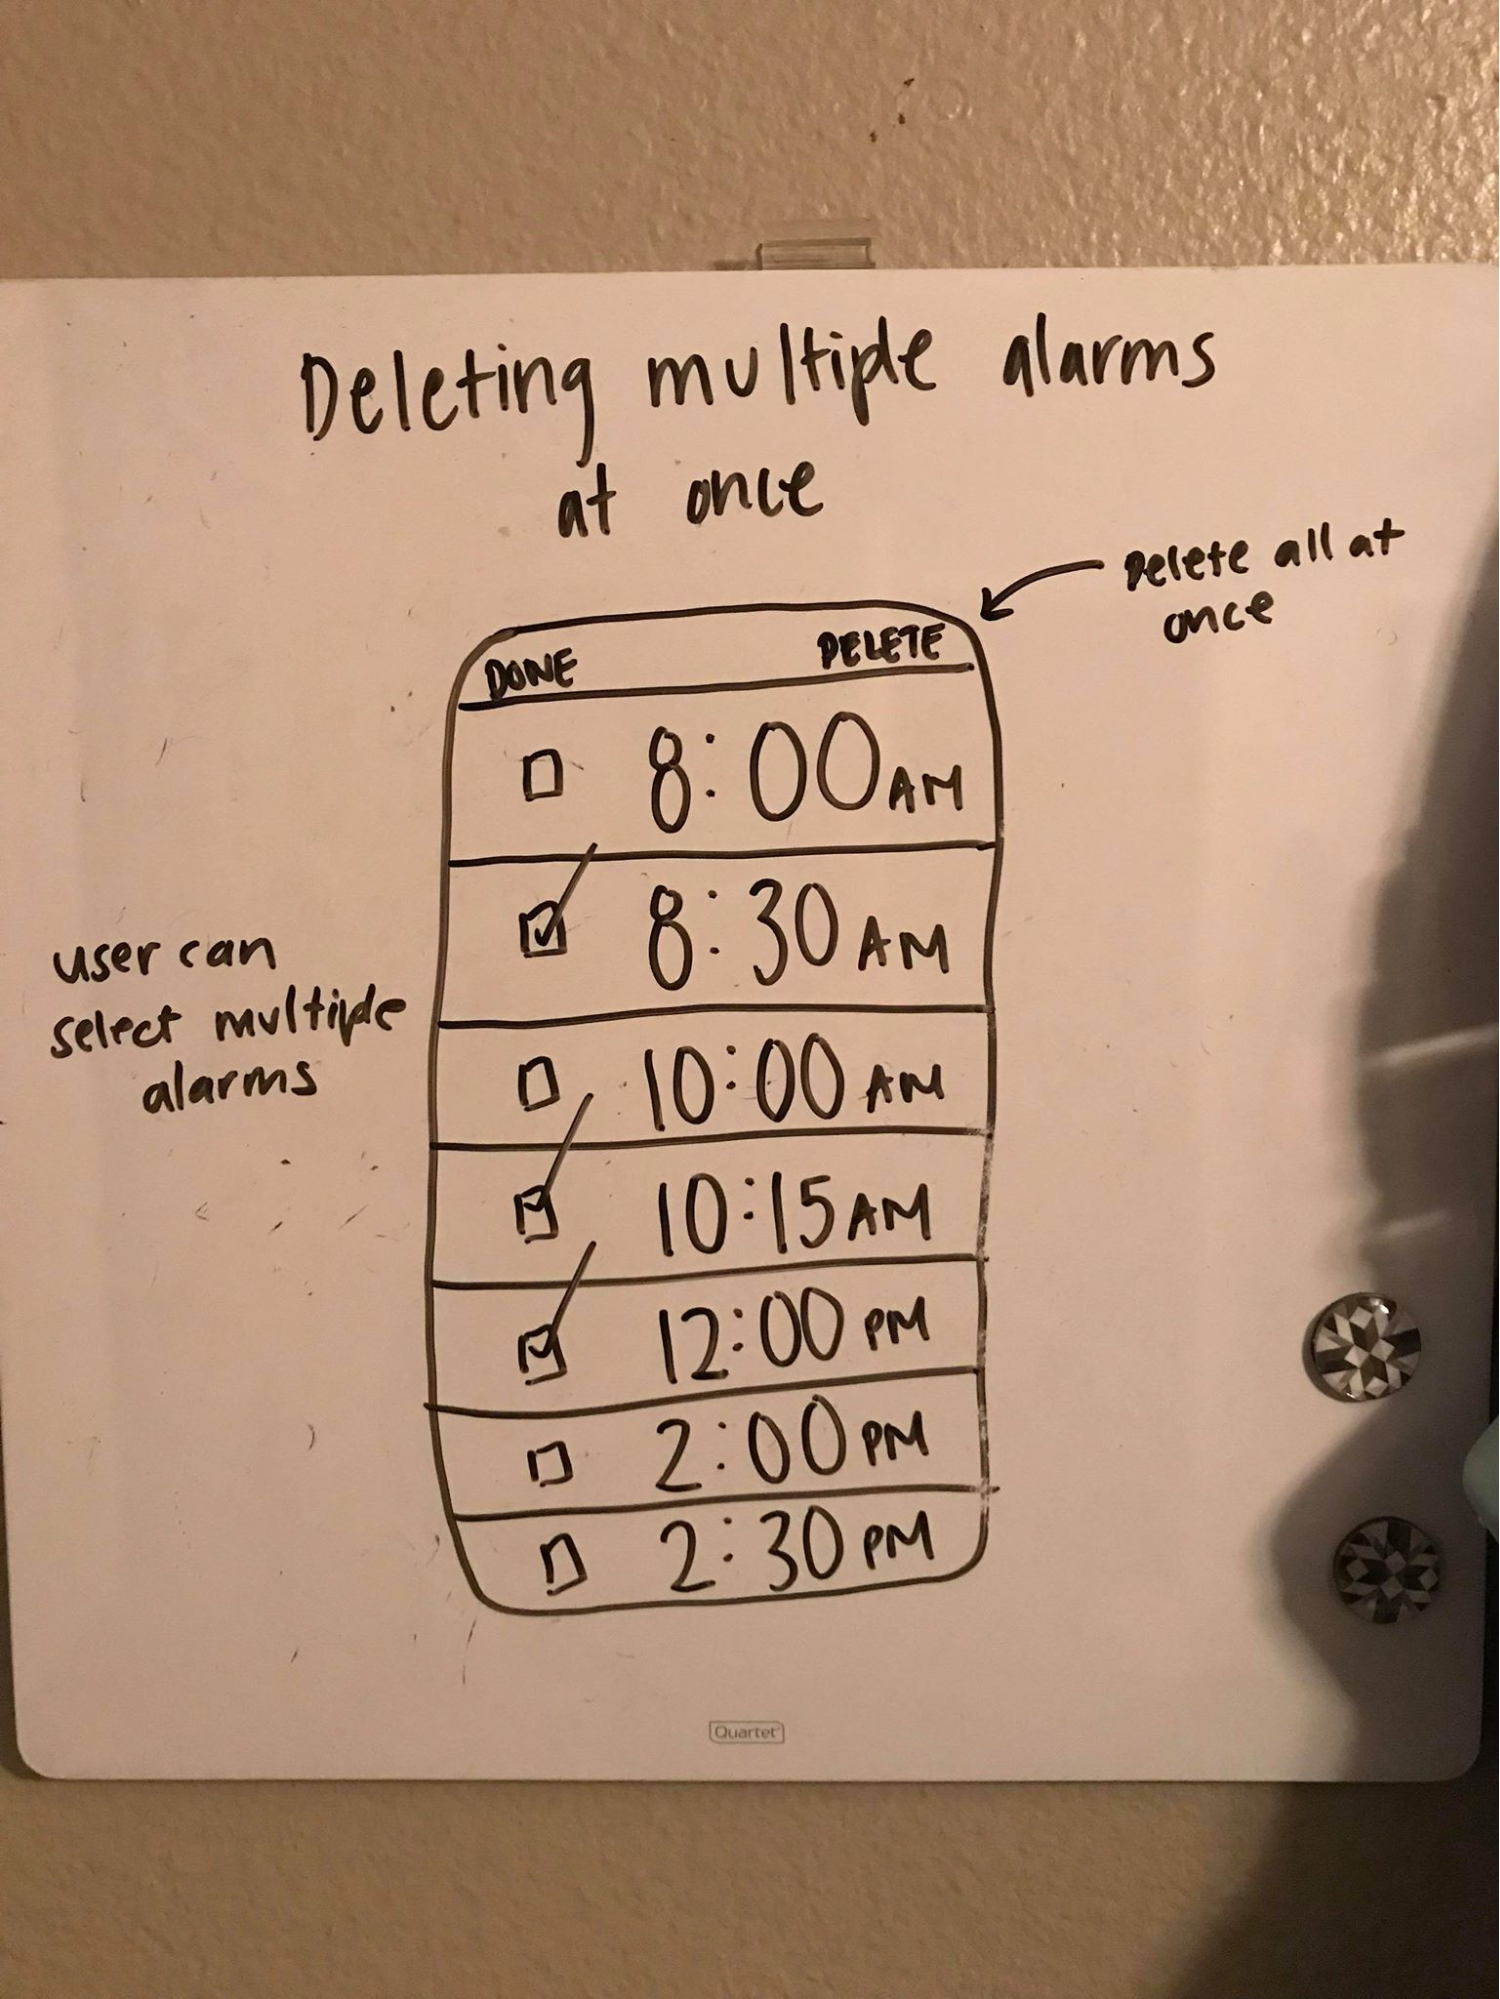 Deleting multiple alarms
at once
Delete all at
once
DONE DELETE
8:00 AM
8:30 AM
user can
select multiple
alarms
10:00 AM
10:15 AM
12:00 PM
2:00 PM
2:30 PM
Quartet